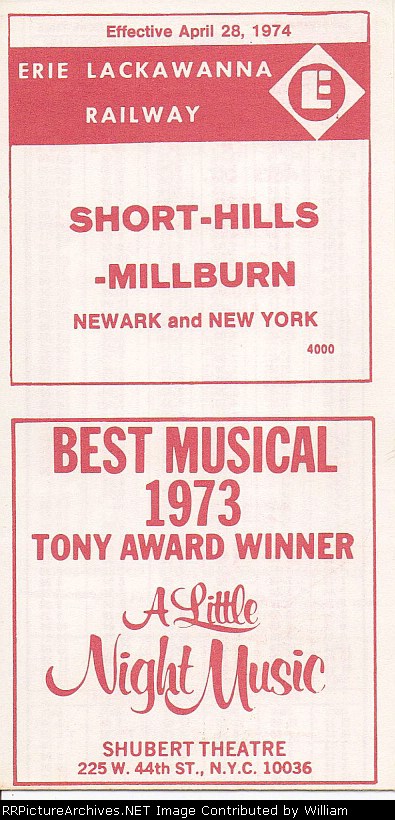 Effective April 28, 1974
ERIE LACKAWANNA
RAILWAY
E
SHORT-HILLS
-MILLBURN
NEWARK and NEW YORK
4000
BEST MUSICAL
1973
TONY AWARD WINNER
A Little
Night Music
SHUBERT THEATRE
225 W. 44th ST., N.Y.C. 10036
RRPictureArchives.NET Image Contributed by William